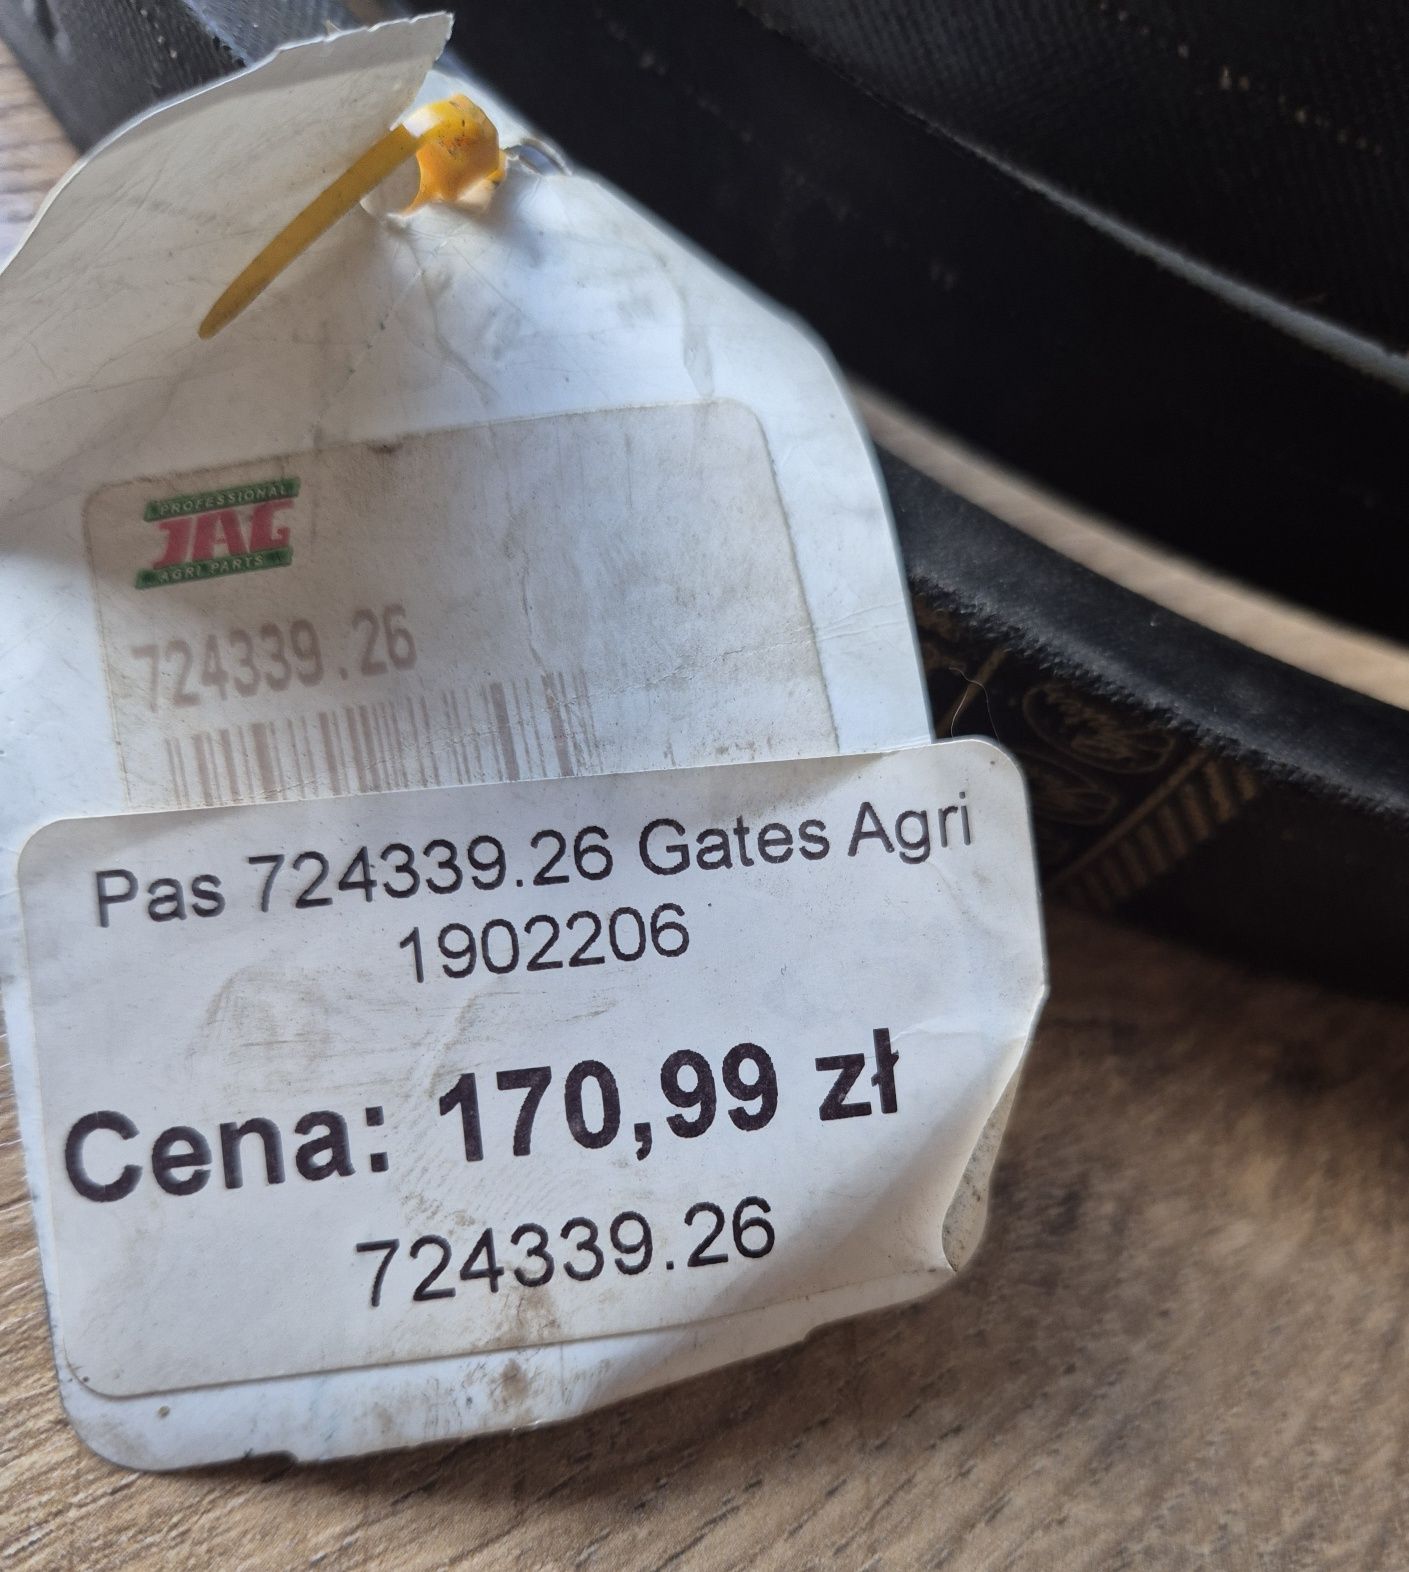 PROFESSIONAL
JAG
AGRI PARTS
724339.26
Pas 724339.26 Gates Agri
1902206
Cena: 170,99 zł
724339.26